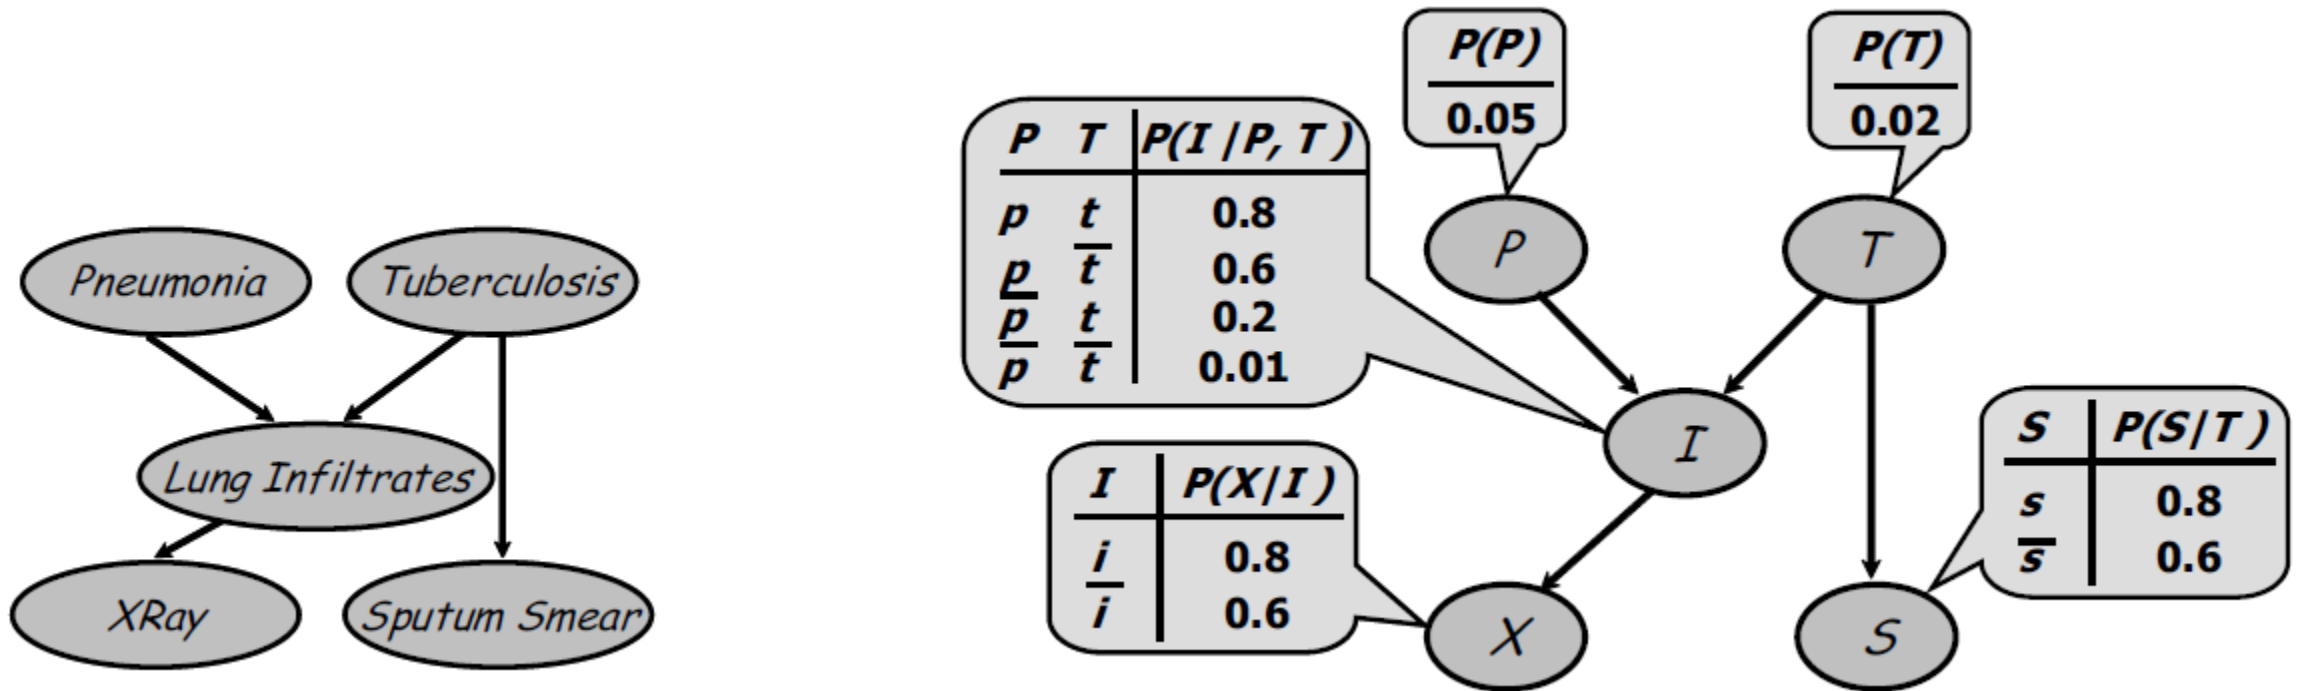 Pneumonia
Tuberculosis
Lung Infiltrates
XRay
Sputum Smear
P(P)
0.05
P(T)
0.02
P T P(I |P, T )
p t 0.8
p t̅ 0.6
p̅ t 0.2
p̅ t̅ 0.01
P
T
I
I P(X|I )
i 0.8
i̅ 0.6
S P(S|T )
s 0.8
s̅ 0.6
X
S